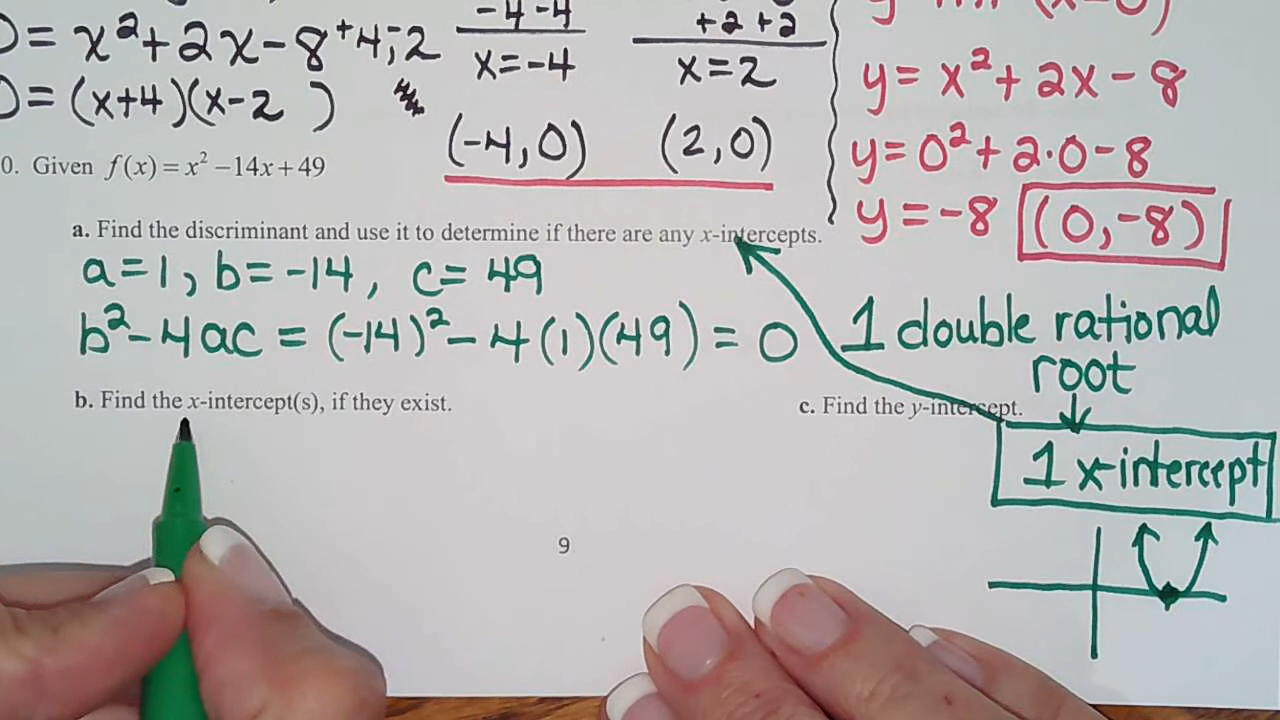 -4 -4
+2 +2
= x²+2x-8 +4,-2
x=-4
x=2
y= x²+2x-8
= (x+4)(x-2 )
(-4,0)
(2,0)
y= 0²+2·0-8
0. Given f(x)=x²-14x+49
y=-8 (0,-8)
a. Find the discriminant and use it to determine if there are any x-intercepts.
a=1, b=-14, c=49
b²-4ac = (-14)²-4(1)(49) = 0
1 double rational
root
b. Find the x-intercept(s), if they exist.
c. Find the y-intercept.
1 x-intercept
9